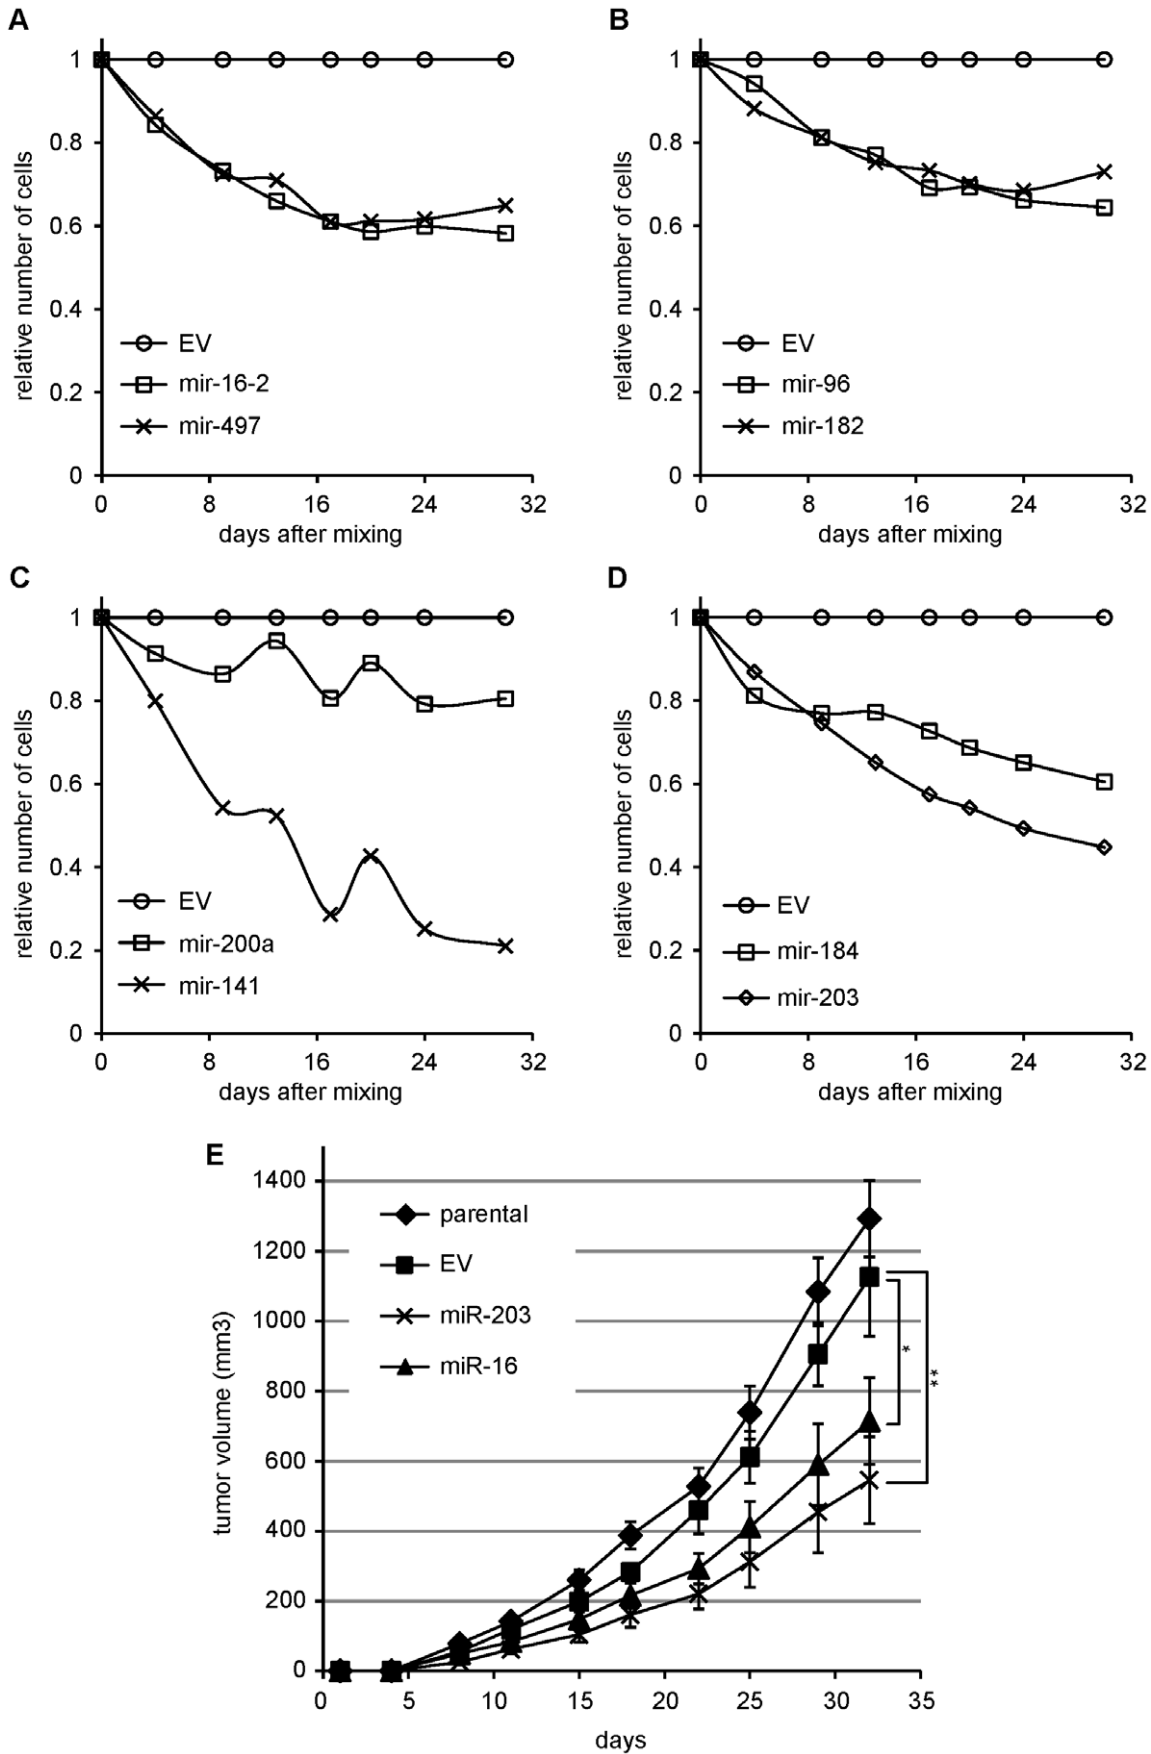 A
relative number of cells
1
0.8
0.6
0.4
0.2
0
EV
mir-16-2
mir-497
0 8 16 24 32
days after mixing
B
relative number of cells
1
0.8
0.6
0.4
0.2
0
EV
mir-96
mir-182
0 8 16 24 32
days after mixing
C
relative number of cells
1
0.8
0.6
0.4
0.2
0
EV
mir-200a
mir-141
0 8 16 24 32
days after mixing
D
relative number of cells
1
0.8
0.6
0.4
0.2
0
EV
mir-184
mir-203
0 8 16 24 32
days after mixing
E
tumor volume (mm3)
1400
1200
1000
800
600
400
200
0
parental
EV
miR-203
miR-16
*
**
0 5 10 15 20 25 30 35
days